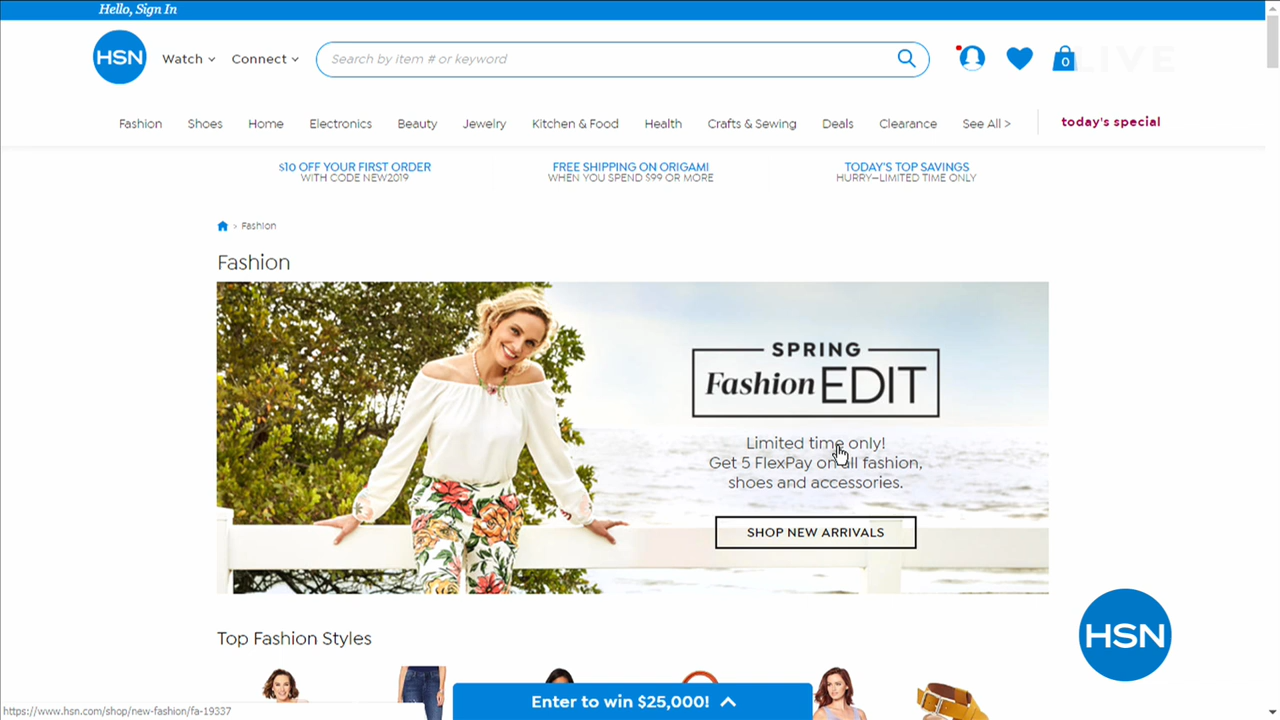 Hello, Sign In
HSN
Watch
Connect
Search by item # or keyword
0
LIVE
Fashion
Shoes
Home
Electronics
Beauty
Jewelry
Kitchen & Food
Health
Crafts & Sewing
Deals
Clearance
See All >
today's special
$10 OFF YOUR FIRST ORDER
WITH CODE NEW2019
FREE SHIPPING ON ORIGAMI
WHEN YOU SPEND $99 OR MORE
TODAY'S TOP SAVINGS
HURRY—LIMITED TIME ONLY
> Fashion
Fashion
SPRING
Fashion EDIT
Limited time only!
Get 5 FlexPay on all fashion,
shoes and accessories.
SHOP NEW ARRIVALS
HSN
Top Fashion Styles
Enter to win $25,000!
https://www.hsn.com/shop/new-fashion/fa-19337